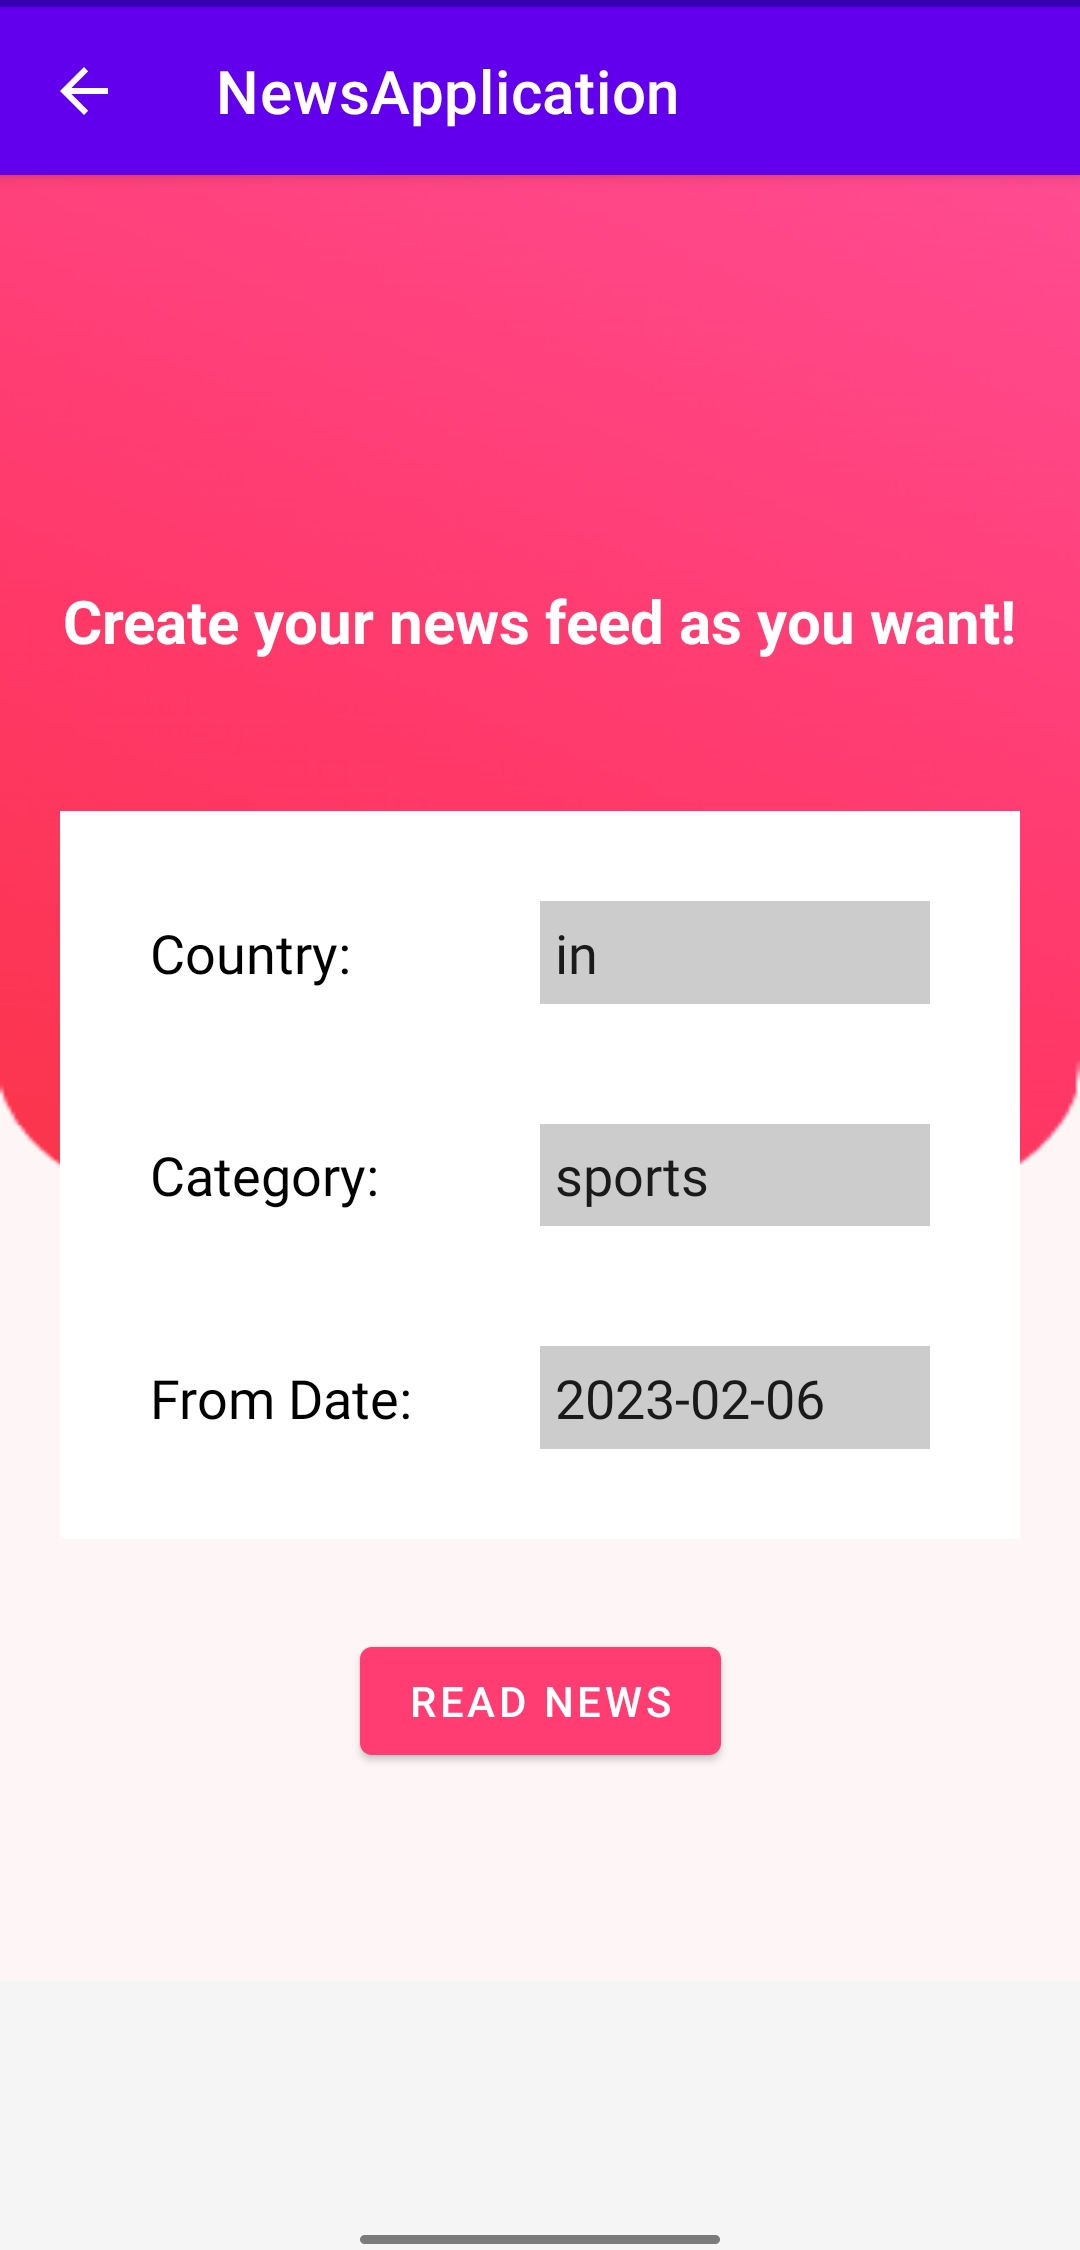 NewsApplication
Create your news feed as you want!
Country: in
Category: sports
From Date: 2023-02-06
READ NEWS